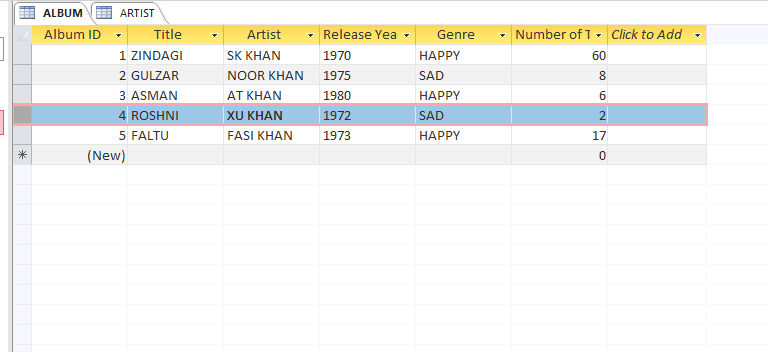 ALBUM ARTIST
Album ID Title Artist Release Yea Genre Number of T Click to Add
1 ZINDAGI SK KHAN 1970 HAPPY 60
2 GULZAR NOOR KHAN 1975 SAD 8
3 ASMAN AT KHAN 1980 HAPPY 6
4 ROSHNI XU KHAN 1972 SAD 2
5 FALTU FASI KHAN 1973 HAPPY 17
(New) 0